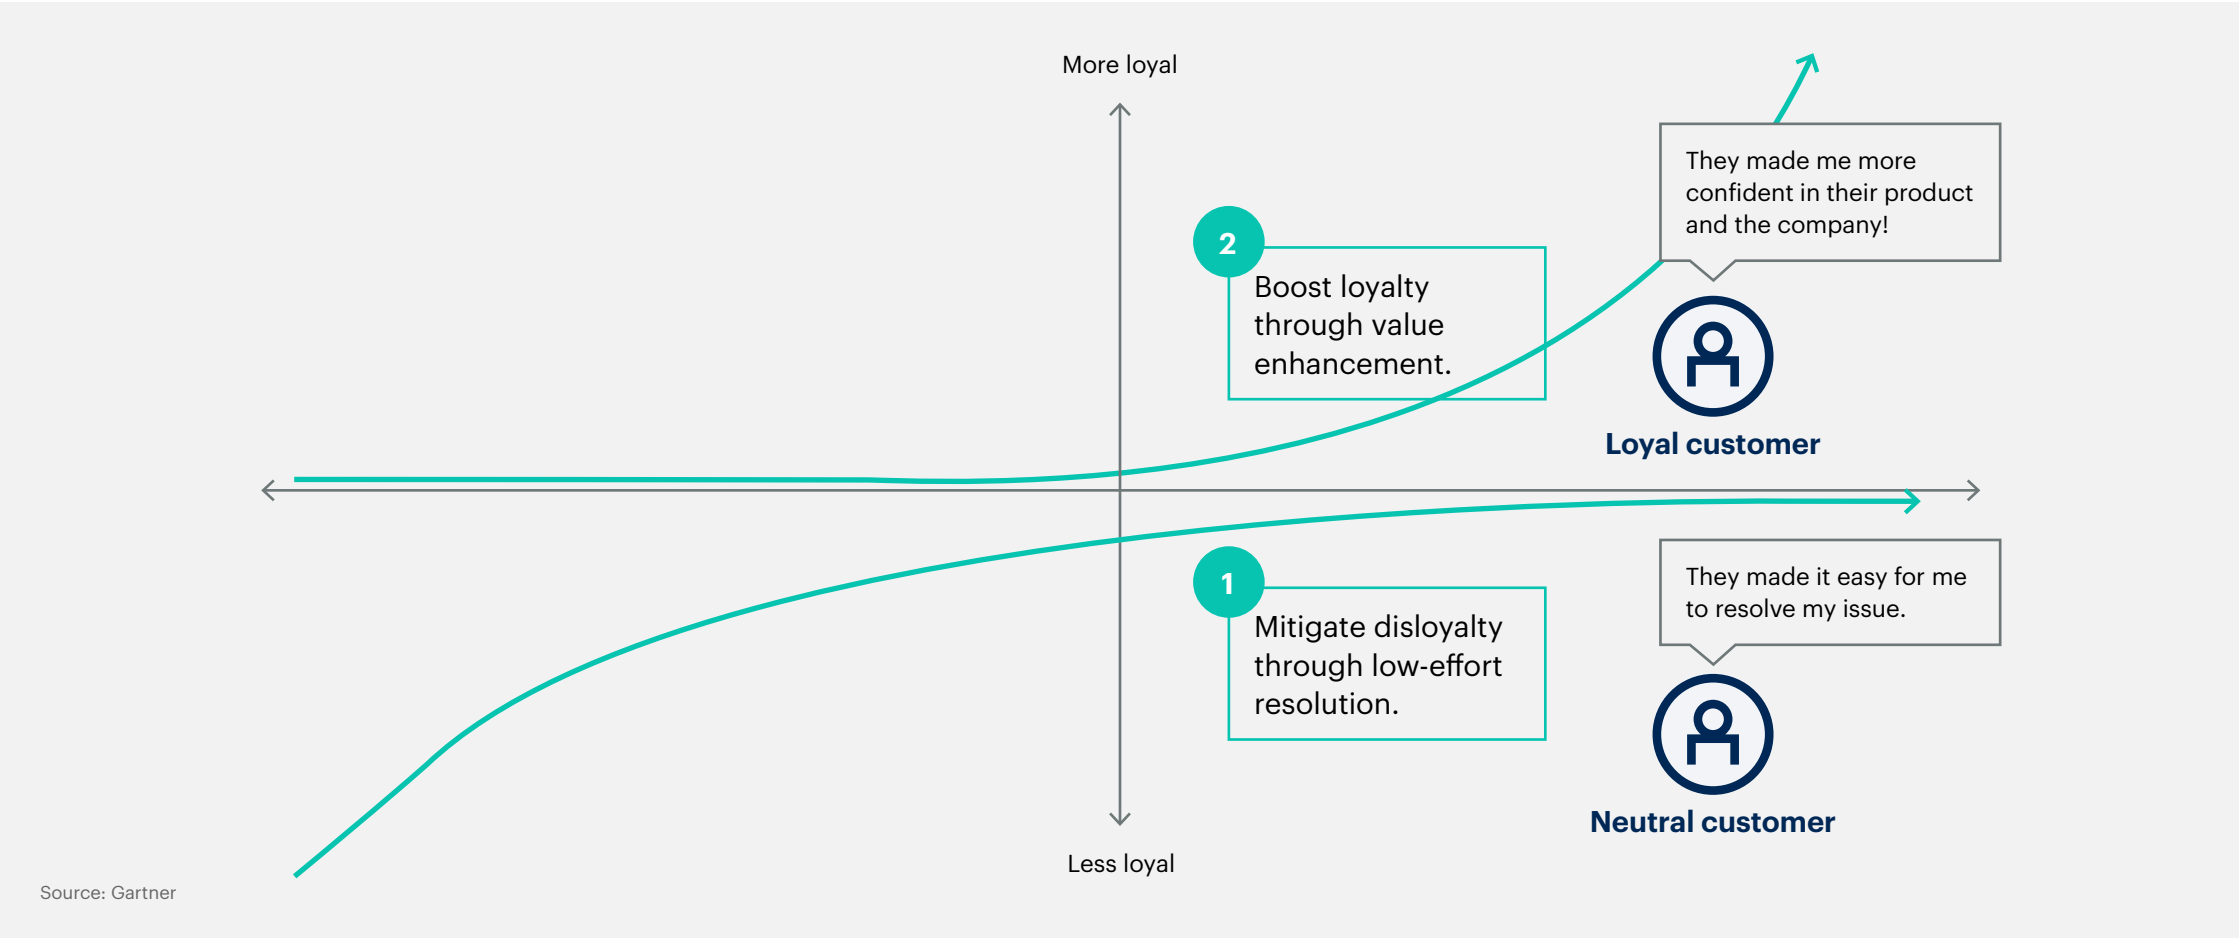 More loyal
They made me more
confident in their product
and the company!
2
Boost loyalty
through value
enhancement.
Loyal customer
1
Mitigate disloyalty
through low-effort
resolution.
They made it easy for me
to resolve my issue.
Neutral customer
Less loyal
Source: Gartner